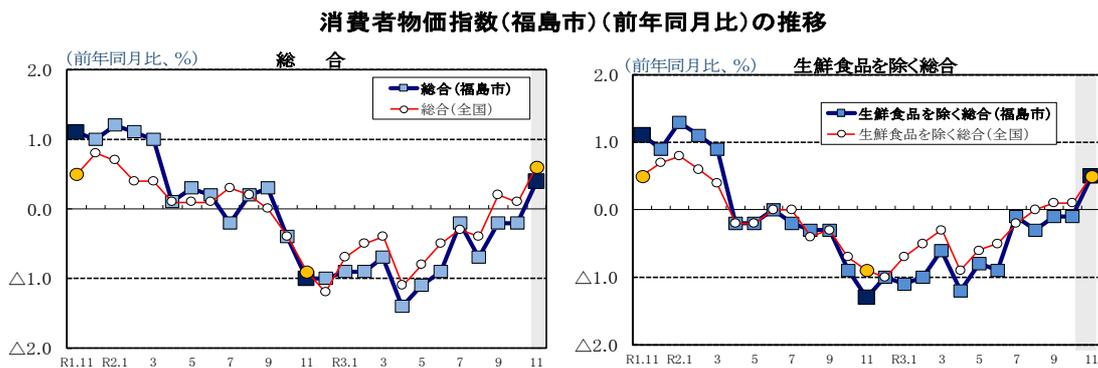 消費者物価指数（福島市）（前年同月比）の推移
（前年同月比、％）
総　合
2.0
1.0
0.0
△1.0
△2.0
総合（福島市）
総合（全国）
R1.11 R2.1 3 5 7 9 11 R3.1 3 5 7 9 11
（前年同月比、％）
生鮮食品を除く総合
2.0
1.0
0.0
△1.0
△2.0
生鮮食品を除く総合（福島市）
生鮮食品を除く総合（全国）
R1.11 R2.1 3 5 7 9 11 R3.1 3 5 7 9 11